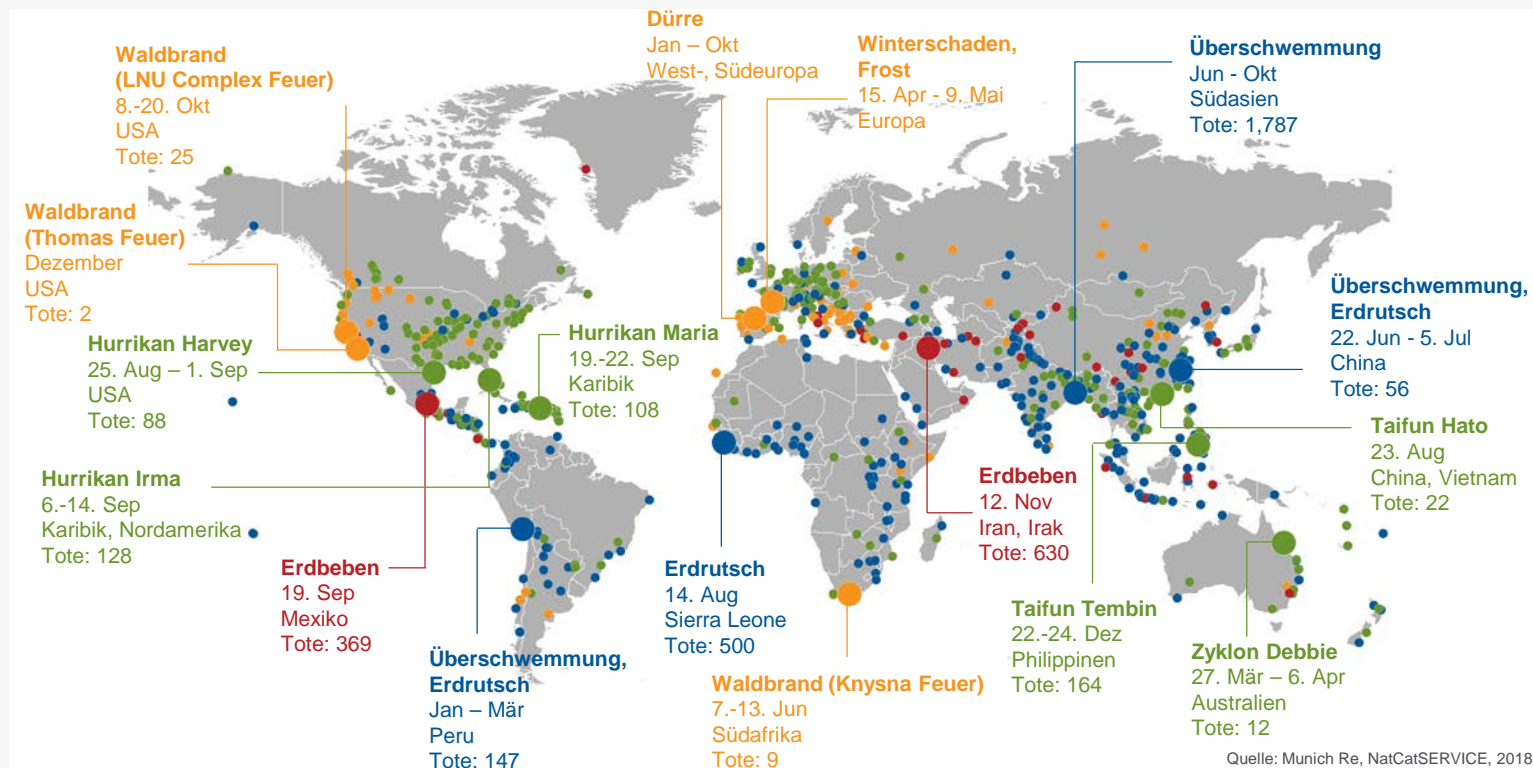 Dürre
Jan – Okt
West-, Südeuropa
Waldbrand
(LNU Complex Feuer)
8.-20. Okt
USA
Tote: 25
Winterschaden,
Frost
15. Apr - 9. Mai
Europa
Überschwemmung
Jun - Okt
Südasien
Tote: 1,787
Waldbrand
(Thomas Feuer)
Dezember
USA
Tote: 2
Überschwemmung,
Erdrutsch
22. Jun - 5. Jul
China
Tote: 56
Hurrikan Harvey
25. Aug – 1. Sep
USA
Tote: 88
Hurrikan Maria
19.-22. Sep
Karibik
Tote: 108
Taifun Hato
23. Aug
China, Vietnam
Tote: 22
Hurrikan Irma
6.-14. Sep
Karibik, Nordamerika
Tote: 128
Erdbeben
12. Nov
Iran, Irak
Tote: 630
Erdbeben
19. Sep
Mexiko
Tote: 369
Erdrutsch
14. Aug
Sierra Leone
Tote: 500
Taifun Tembin
22.-24. Dez
Philippinen
Tote: 164
Zyklon Debbie
27. Mär – 6. Apr
Australien
Tote: 12
Überschwemmung,
Erdrutsch
Jan – Mär
Peru
Tote: 147
Waldbrand (Knysna Feuer)
7.-13. Jun
Südafrika
Tote: 9
Quelle: Munich Re, NatCatSERVICE, 2018